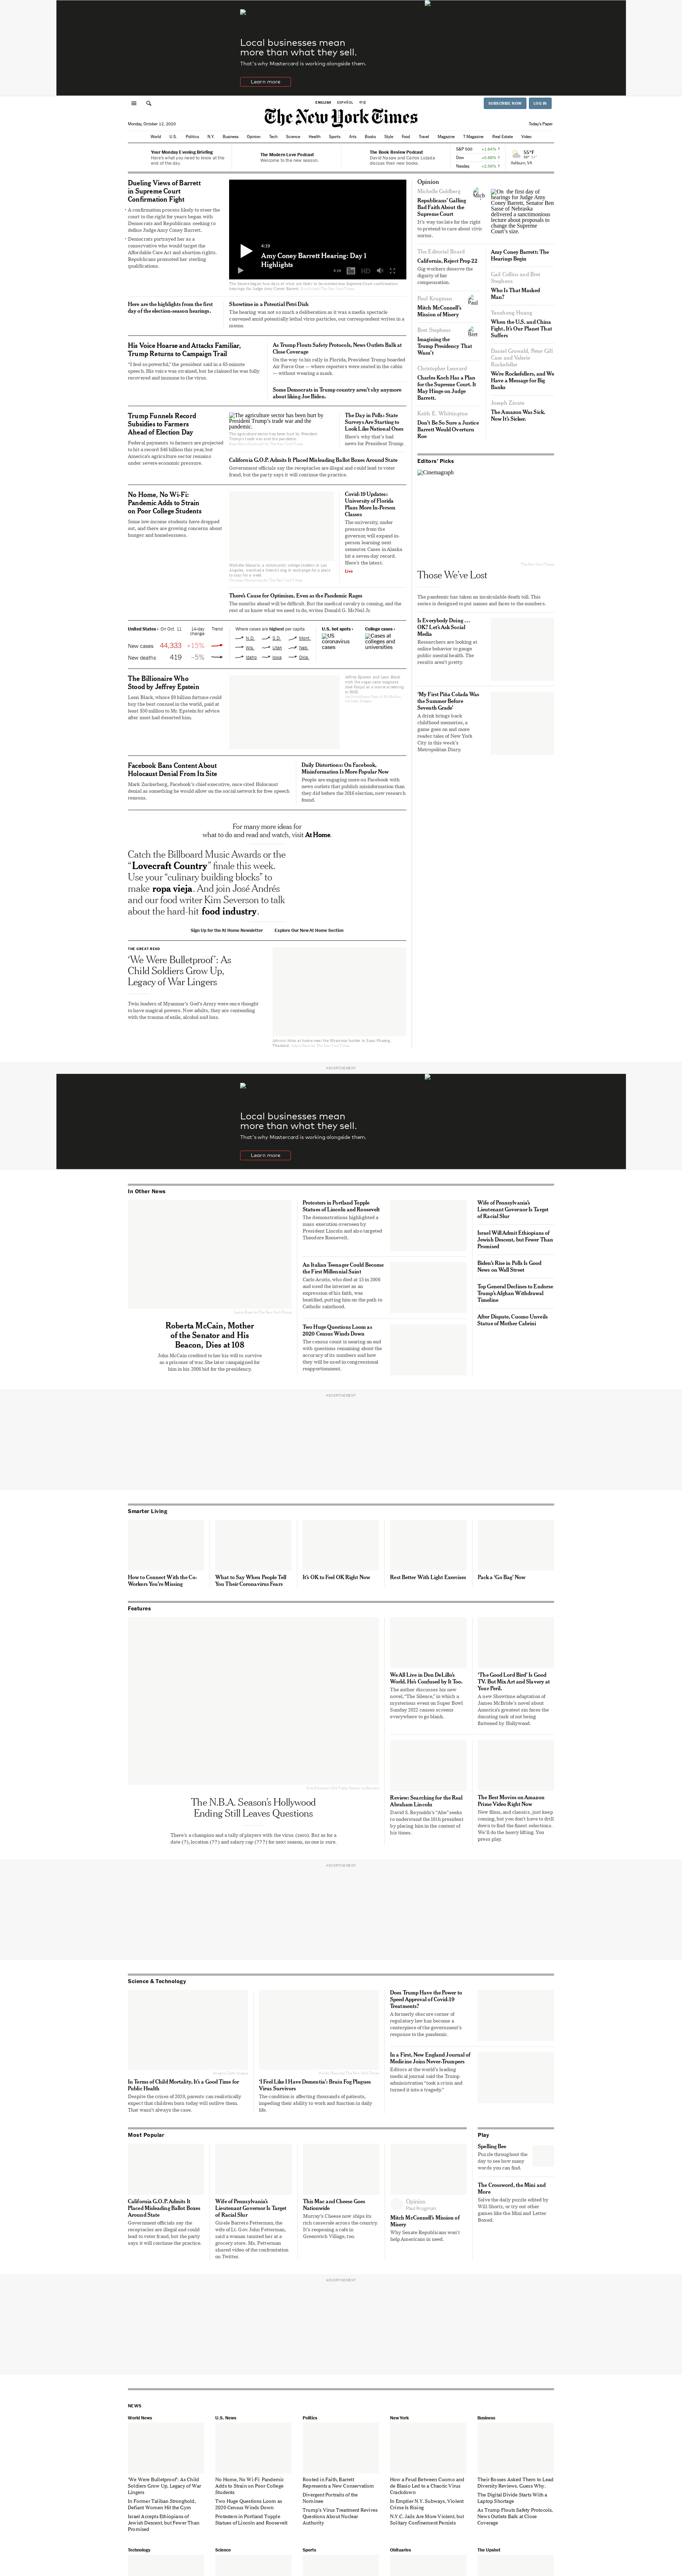 Local businesses mean
more than what they sell.
That's why Mastercard is working alongside them.
Learn more
ENGLISH ESPAÑOL 中文
SUBSCRIBE NOW LOG IN
The New York Times
Monday, October 12, 2020
Today's Paper
World U.S. Politics N.Y. Business Opinion Tech Science Health Sports Arts Books Style Food Travel Magazine T Magazine Real Estate Video
Your Monday Evening Briefing
Here's what you need to know at the
end of the day.
The Modern Love Podcast
Welcome to the new season.
The Book Review Podcast
David Nasaw and Carlos Lozada
discuss their new books.
S&P 500 +1.64% ↑
Dow +0.88% ↑
Nasdaq +2.56% ↑
55°F
Ashburn, VA
Dueling Views of Barrett
in Supreme Court
Confirmation Fight
• A confirmation process likely to steer the
court to the right for years began with
Democrats and Republicans seeking to
define Judge Amy Coney Barrett.
• Democrats portrayed her as a
conservative who would target the
Affordable Care Act and abortion rights.
Republicans promoted her sterling
qualifications.
4:19
Amy Coney Barrett Hearing: Day 1
Highlights
4:19 HD
The Senate began four days of what are likely to be contentious Supreme Court confirmation
hearings for Judge Amy Coney Barrett.
Here are the highlights from the first
day of the election-season hearings.
Showtime in a Potential Petri Dish
The hearing was not so much a deliberation as it was a media spectacle
convened amid potentially lethal virus particles, our correspondent writes in a
memo.
His Voice Hoarse and Attacks Familiar,
Trump Returns to Campaign Trail
"I feel so powerful," the president said in a 65-minute
speech. His voice was strained, but he claimed he was fully
recovered and immune to the virus.
As Trump Flouts Safety Protocols, News Outlets Balk at
Close Coverage
On the way to his rally in Florida, President Trump boarded
Air Force One — where reporters were seated in the cabin
— without wearing a mask.
Some Democrats in Trump country aren't shy anymore
about liking Joe Biden.
Trump Funnels Record
Subsidies to Farmers
Ahead of Election Day
Federal payments to farmers are projected
to hit a record $46 billion this year, but
America's agriculture sector remains
under severe economic pressure.
The agriculture sector has been hurt by
President Trump's trade war and the
pandemic.
The agriculture sector has been hurt by President
Trump's trade war and the pandemic.
The Day in Polls: State
Surveys Are Starting to
Look Like National Ones
Here's why that's bad
news for President Trump.
California G.O.P. Admits It Placed Misleading Ballot Boxes Around State
Government officials say the receptacles are illegal and could lead to voter
fraud, but the party says it will continue the practice.
No Home, No Wi-Fi:
Pandemic Adds to Strain
on Poor College Students
Some low-income students have dropped
out, and there are growing concerns about
hunger and homelessness.
Covid-19 Updates:
University of Florida
Plans More In-Person
Classes
The university, under
pressure from the
governor, will expand in-
person learning next
semester. Cases in Alaska
hit a seven-day record.
Here's the latest.
Live
There's Cause for Optimism, Even as the Pandemic Rages
The months ahead will be difficult. But the medical cavalry is coming, and the
rest of us know what we need to do, writes Donald G. McNeil Jr.
United States › On Oct. 11 14-day
change Trend
New cases 44,333 +15%
New deaths 419 –5%
Where cases are highest per capita
N.D. S.D. Mont.
Wis. Utah Neb.
Idaho Iowa Okla.
U.S. hot spots ›
US
coronavirus
cases
College cases ›
Cases at
colleges and
universities
The Billionaire Who
Stood by Jeffrey Epstein
Leon Black, whose $9 billion fortune could
buy the best counsel in the world, paid at
least $50 million to Mr. Epstein for advice
after most had deserted him.
Facebook Bans Content About
Holocaust Denial From Its Site
Mark Zuckerberg, Facebook's chief executive, once cited Holocaust
denial as something he would allow on the social network for free speech
reasons.
Daily Distortions: On Facebook,
Misinformation Is More Popular Now
People are engaging more on Facebook with
news outlets that publish misinformation than
they did before the 2016 election, new research
found.
For many more ideas for
what to do and read and watch, visit At Home.
Catch the Billboard Music Awards or the
"Lovecraft Country" finale this week.
Use your "culinary building blocks" to
make ropa vieja. And join José Andrés
and our food writer Kim Severson to talk
about the hard-hit food industry.
Sign Up for the At Home Newsletter Explore Our New At Home Section
THE GREAT READ
'We Were Bulletproof': As
Child Soldiers Grow Up,
Legacy of War Lingers
Twin leaders of Myanmar's God's Army were once thought
to have magical powers. Now adults, they are contending
with the trauma of exile, alcohol and loss.
Opinion
Michelle Goldberg
Republicans' Galling
Bad Faith About the
Supreme Court
It's way too late for the right
to pretend to care about civic
norms.
On the first day of
hearings for Judge Amy
Coney Barrett, Senator Ben
Sasse of Nebraska
delivered a sanctimonious
lecture about proposals to
change the Supreme
Court's size.
The Editorial Board
California, Reject Prop 22
Gig workers deserve the
dignity of fair
compensation.
Amy Coney Barrett: The
Hearings Begin
Gail Collins and Bret
Stephens
Who Is That Masked
Man?
Paul Krugman
Mitch McConnell's
Mission of Misery
Yasheng Huang
When the U.S. and China
Fight, It's Our Planet That
Suffers
Bret Stephens
Imagining the
Trump Presidency That
Wasn't
Daniel Growald, Peter Gill
Case and Valerie
Rockefeller
We're Rockefellers, and We
Have a Message for Big
Banks
Christopher Leonard
Charles Koch Has a Plan
for the Supreme Court. It
May Hinge on Judge
Barrett.
Joseph Zárate
The Amazon Was Sick.
Now It's Sicker.
Keith E. Whittington
Don't Be So Sure a Justice
Barrett Would Overturn
Roe
Editors' Picks
Cinemagraph
Those We've Lost
The pandemic has taken an incalculable death toll. This
series is designed to put names and faces to the numbers.
Is Everybody Doing …
OK? Let's Ask Social
Media
Researchers are looking at
online behavior to gauge
public mental health. The
results aren't pretty.
'My First Piña Colada Was
the Summer Before
Seventh Grade'
A drink brings back
childhood memories, a
game goes on and more
reader tales of New York
City in this week's
Metropolitan Diary.
ADVERTISEMENT
Local businesses mean
more than what they sell.
That's why Mastercard is working alongside them.
Learn more
In Other News
Roberta McCain, Mother
of the Senator and His
Beacon, Dies at 108
John McCain credited to her his will to survive
as a prisoner of war. She later campaigned for
him in his 2008 bid for the presidency.
Protesters in Portland Topple
Statues of Lincoln and Roosevelt
The demonstrations highlighted a
mass execution overseen by
President Lincoln and also targeted
Theodore Roosevelt.
An Italian Teenager Could Become
the First Millennial Saint
Carlo Acutis, who died at 15 in 2006
and used the internet as an
expression of his faith, was
beatified, putting him on the path to
Catholic sainthood.
Two Huge Questions Loom as
2020 Census Winds Down
The census count is nearing an end
with questions remaining about the
accuracy of its numbers and how
they will be used in congressional
reapportionment.
Wife of Pennsylvania's
Lieutenant Governor Is Target
of Racial Slur
Israel Will Admit Ethiopians of
Jewish Descent, but Fewer Than
Promised
Biden's Rise in Polls Is Good
News on Wall Street
Top General Declines to Endorse
Trump's Afghan Withdrawal
Timeline
After Dispute, Cuomo Unveils
Statue of Mother Cabrini
ADVERTISEMENT
Smarter Living
How to Connect With the Co-
Workers You're Missing
What to Say When People Tell
You Their Coronavirus Fears
It's OK to Feel OK Right Now
Rest Better With Light Exercises
Pack a 'Go Bag' Now
Features
The N.B.A. Season's Hollywood
Ending Still Leaves Questions
There's a champion and a tally of players with the virus (zero). But as for a
date (?), location (??) and salary cap (???) for next season, no one is sure.
We All Live in Don DeLillo's
World. He's Confused by It Too.
The author discusses his new
novel, "The Silence," in which a
mysterious event on Super Bowl
Sunday 2022 causes screens
everywhere to go blank.
'The Good Lord Bird' Is Good
TV. But Mix Art and Slavery at
Your Peril.
A new Showtime adaptation of
James McBride's novel about
America's greatest sin faces the
daunting task of not being
flattened by Hollywood.
Review: Searching for the Real
Abraham Lincoln
David S. Reynolds's "Abe" seeks
to understand the 16th president
by placing him in the context of
his times.
The Best Movies on Amazon
Prime Video Right Now
New films, and classics, just keep
coming, but you don't have to drill
down to find the finest selections.
We'll do the heavy lifting. You
press play.
ADVERTISEMENT
Science & Technology
In Terms of Child Mortality, It's a Good Time for
Public Health
Despite the crises of 2020, parents can realistically
expect that children born today will outlive them.
That wasn't always the case.
'I Feel Like I Have Dementia': Brain Fog Plagues
Virus Survivors
The condition is affecting thousands of patients,
impeding their ability to work and function in daily
life.
Does Trump Have the Power to
Speed Approval of Covid-19
Treatments?
A formerly obscure corner of
regulatory law has become a
centerpiece of the government's
response to the pandemic.
In a First, New England Journal of
Medicine Joins Never-Trumpers
Editors at the world's leading
medical journal said the Trump
administration "took a crisis and
turned it into a tragedy."
Most Popular
California G.O.P. Admits It
Placed Misleading Ballot Boxes
Around State
Government officials say the
receptacles are illegal and could
lead to voter fraud, but the party
says it will continue the practice.
Wife of Pennsylvania's
Lieutenant Governor Is Target
of Racial Slur
Gisele Barreto Fetterman, the
wife of Lt. Gov. John Fetterman,
said a woman taunted her at a
grocery store. Ms. Fetterman
shared video of the confrontation
on Twitter.
This Mac and Cheese Goes
Nationwide
Murray's Cheese now ships its
rich casserole across the country.
It's reopening a cafe in
Greenwich Village, too.
Opinion
Paul Krugman
Mitch McConnell's Mission of
Misery
Why Senate Republicans won't
help Americans in need.
Play
Spelling Bee
Puzzle throughout the
day to see how many
words you can find.
The Crossword, the Mini and
More
Solve the daily puzzle edited by
Will Shortz, or try out other
games like the Mini and Letter
Boxed.
ADVERTISEMENT
NEWS
World News
'We Were Bulletproof': As Child
Soldiers Grow Up, Legacy of War
Lingers
In Former Taliban Stronghold,
Defiant Women Hit the Gym
Israel Accepts Ethiopians of
Jewish Descent, but Fewer Than
Promised
U.S. News
No Home, No Wi-Fi: Pandemic
Adds to Strain on Poor College
Students
Two Huge Questions Loom as
2020 Census Winds Down
Protesters in Portland Topple
Statues of Lincoln and Roosevelt
Politics
Rooted in Faith, Barrett
Represents a New Conservatism
Divergent Portraits of the
Nominee
Trump's Virus Treatment Revives
Questions About Nuclear
Authority
New York
How a Feud Between Cuomo and
de Blasio Led to a Chaotic Virus
Crackdown
In Emptier N.Y. Subways, Violent
Crime Is Rising
N.Y.C. Jails Are More Violent, but
Solitary Confinement Persists
Business
Their Bosses Asked Them to Lead
Diversity Reviews. Guess Why.
The Digital Divide Starts With a
Laptop Shortage
As Trump Flouts Safety Protocols,
News Outlets Balk at Close
Coverage
Technology Science Sports Obituaries The Upshot